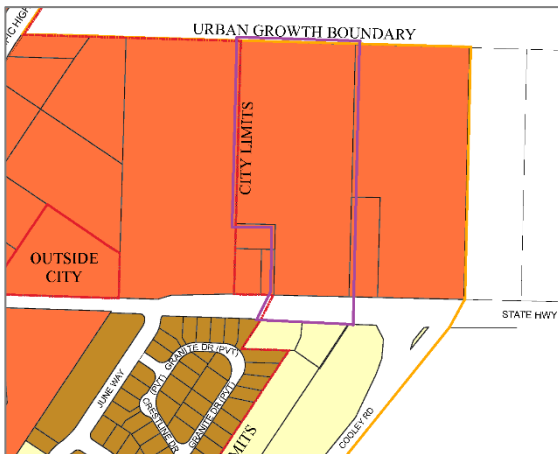 URBAN GROWTH BOUNDARY
CITY LIMITS
OUTSIDE
CITY
STATE HWY
JUNE WAY
GRANITE DR (PVT)
(PVT)
CRESTLINE DR
GRANITE DR (PVT)
COOLEY RD